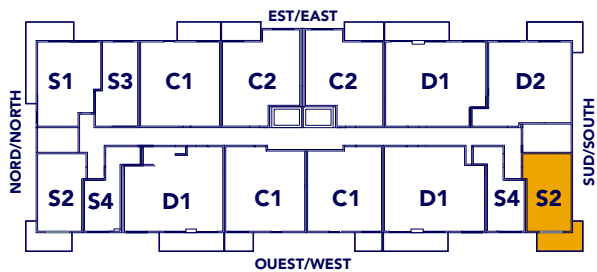 EST/EAST
S1 S3 C1 C2 C2 D1 D2
NORD/NORTH
SUD/SOUTH
S2 S4 D1 C1 C1 D1 S4 S2
OUEST/WEST